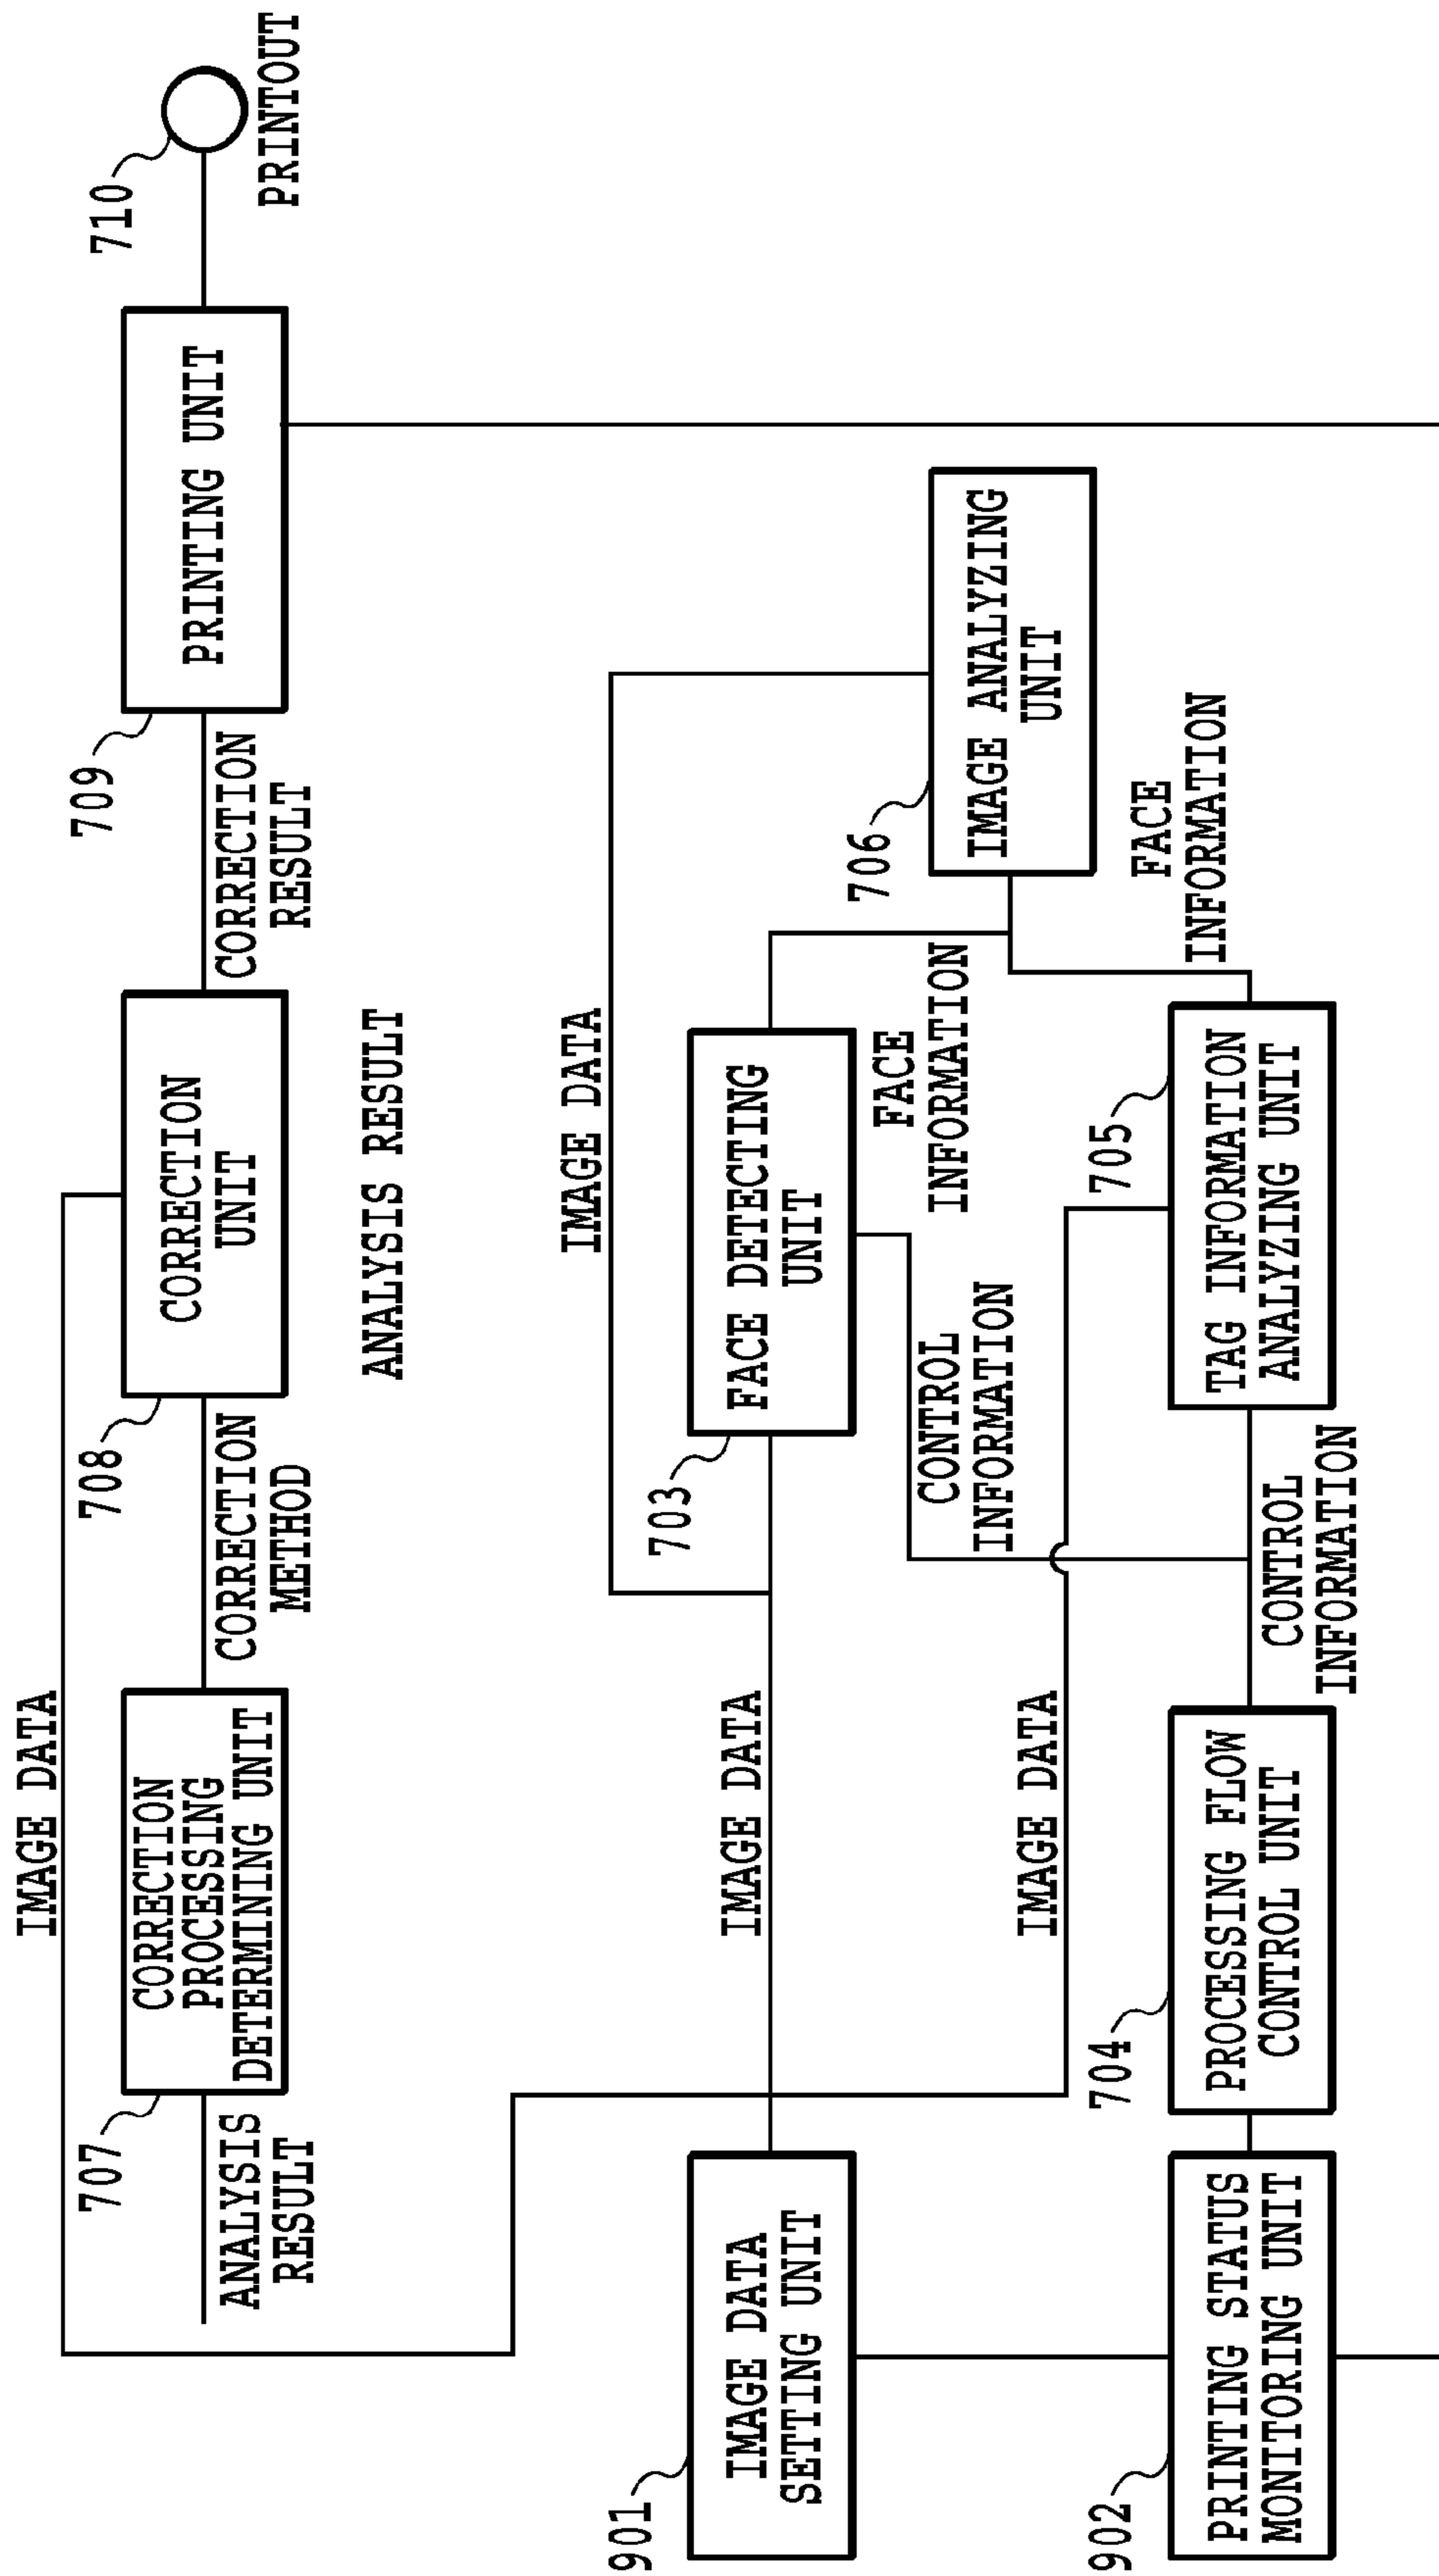 IMAGE DATA
707
CORRECTION
PROCESSING
DETERMINING UNIT
ANALYSIS
RESULT
CORRECTION
METHOD
708
CORRECTION
UNIT
CORRECTION
RESULT
709
PRINTING UNIT
710
PRINTOUT
ANALYSIS RESULT
IMAGE DATA
901
IMAGE DATA
SETTING UNIT
IMAGE DATA
703
FACE DETECTING
UNIT
FACE
INFORMATION
CONTROL
INFORMATION
706
IMAGE ANALYZING
UNIT
IMAGE DATA
902
PRINTING STATUS
MONITORING UNIT
704
PROCESSING FLOW
CONTROL UNIT
CONTROL
INFORMATION
705
TAG INFORMATION
ANALYZING UNIT
FACE
INFORMATION